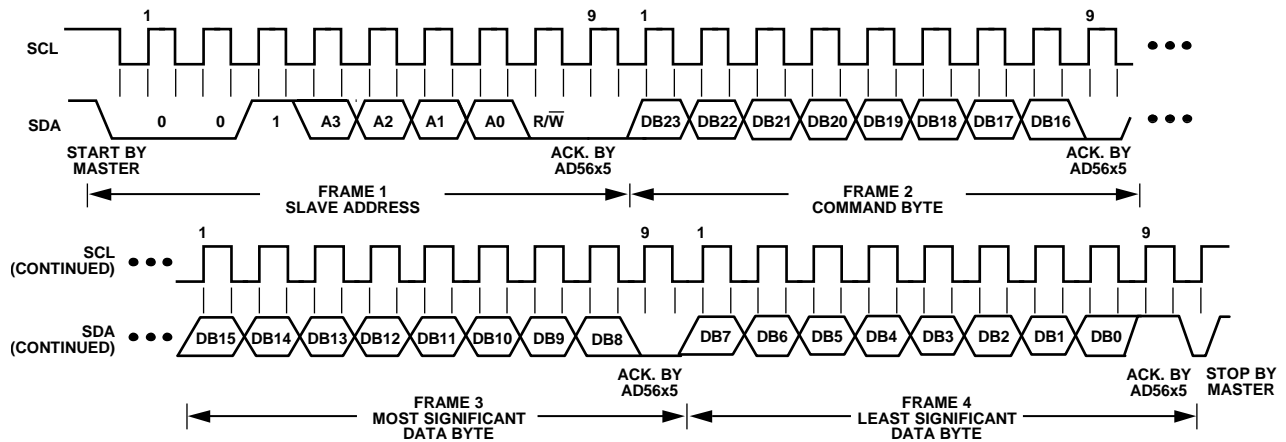 1 9 1 9
SCL
SDA
0 0 1 A3 A2 A1 A0 R/W̅ DB23 DB22 DB21 DB20 DB19 DB18 DB17 DB16
START BY
MASTER
ACK. BY
AD56x5
ACK. BY
AD56x5
FRAME 1
SLAVE ADDRESS
FRAME 2
COMMAND BYTE
1 9 1 9
SCL
(CONTINUED)
SDA
(CONTINUED)
DB15 DB14 DB13 DB12 DB11 DB10 DB9 DB8 DB7 DB6 DB5 DB4 DB3 DB2 DB1 DB0
ACK. BY
AD56x5
ACK. BY
AD56x5
STOP BY
MASTER
FRAME 3
MOST SIGNIFICANT
DATA BYTE
FRAME 4
LEAST SIGNIFICANT
DATA BYTE